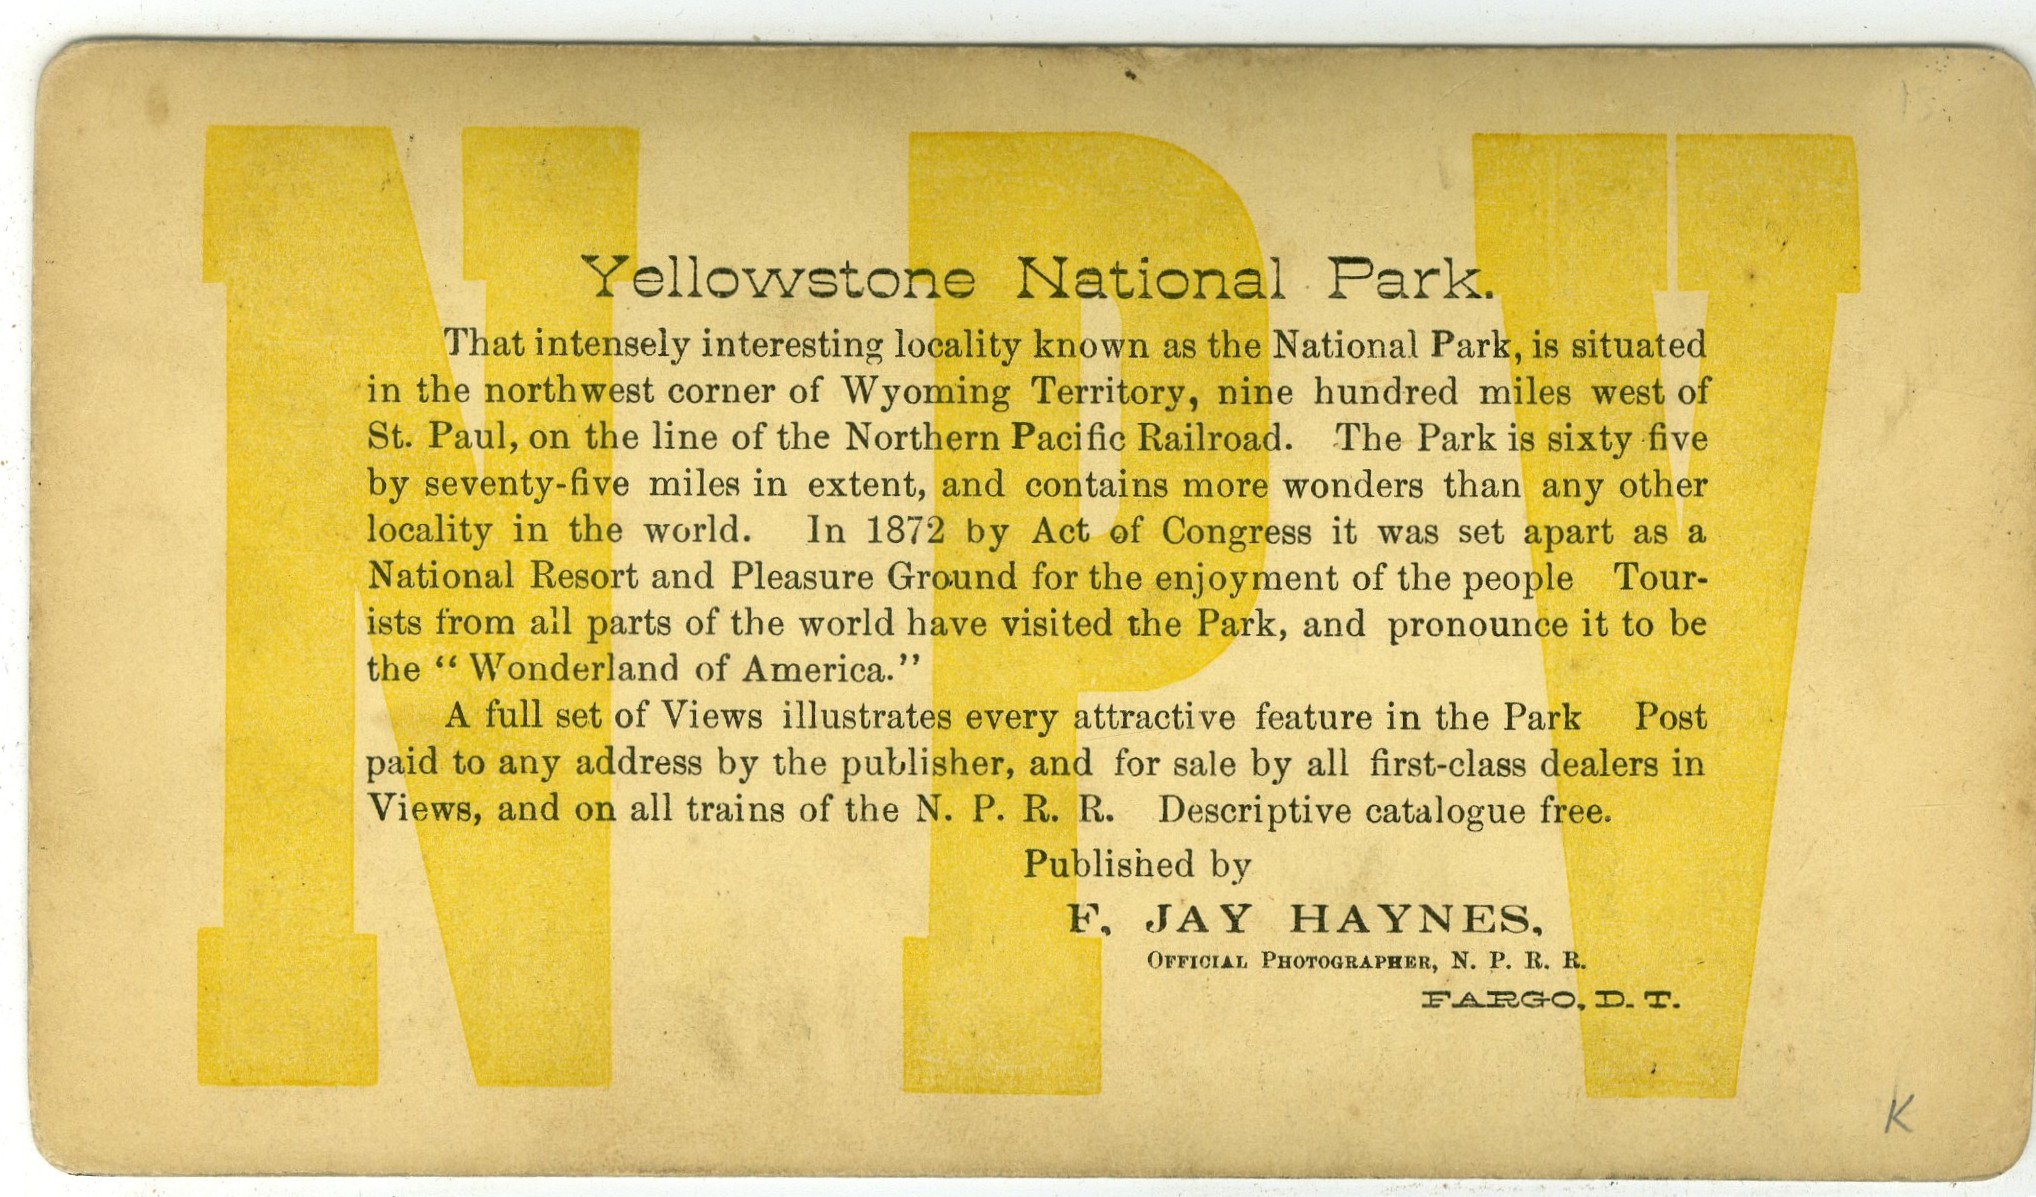 N P V
Yellowstone National Park.
That intensely interesting locality known as the National Park, is situated
in the northwest corner of Wyoming Territory, nine hundred miles west of
St. Paul, on the line of the Northern Pacific Railroad. The Park is sixty five
by seventy-five miles in extent, and contains more wonders than any other
locality in the world. In 1872 by Act of Congress it was set apart as a
National Resort and Pleasure Ground for the enjoyment of the people Tour-
ists from all parts of the world have visited the Park, and pronounce it to be
the “ Wonderland of America.”
A full set of Views illustrates every attractive feature in the Park Post
paid to any address by the publisher, and for sale by all first-class dealers in
Views, and on all trains of the N. P. R. R. Descriptive catalogue free.
Published by
F. JAY HAYNES,
OFFICIAL PHOTOGRAPHER, N. P. R. R.
FARGO, D. T.
K